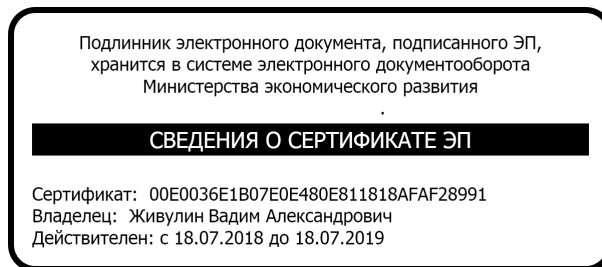 Подлинник электронного документа, подписанного ЭП,
хранится в системе электронного документооборота
Министерства экономического развития
.
СВЕДЕНИЯ О СЕРТИФИКАТЕ ЭП
Сертификат: 00E0036E1B07E0E480E811818AFAF28991
Владелец: Живулин Вадим Александрович
Действителен: с 18.07.2018 до 18.07.2019